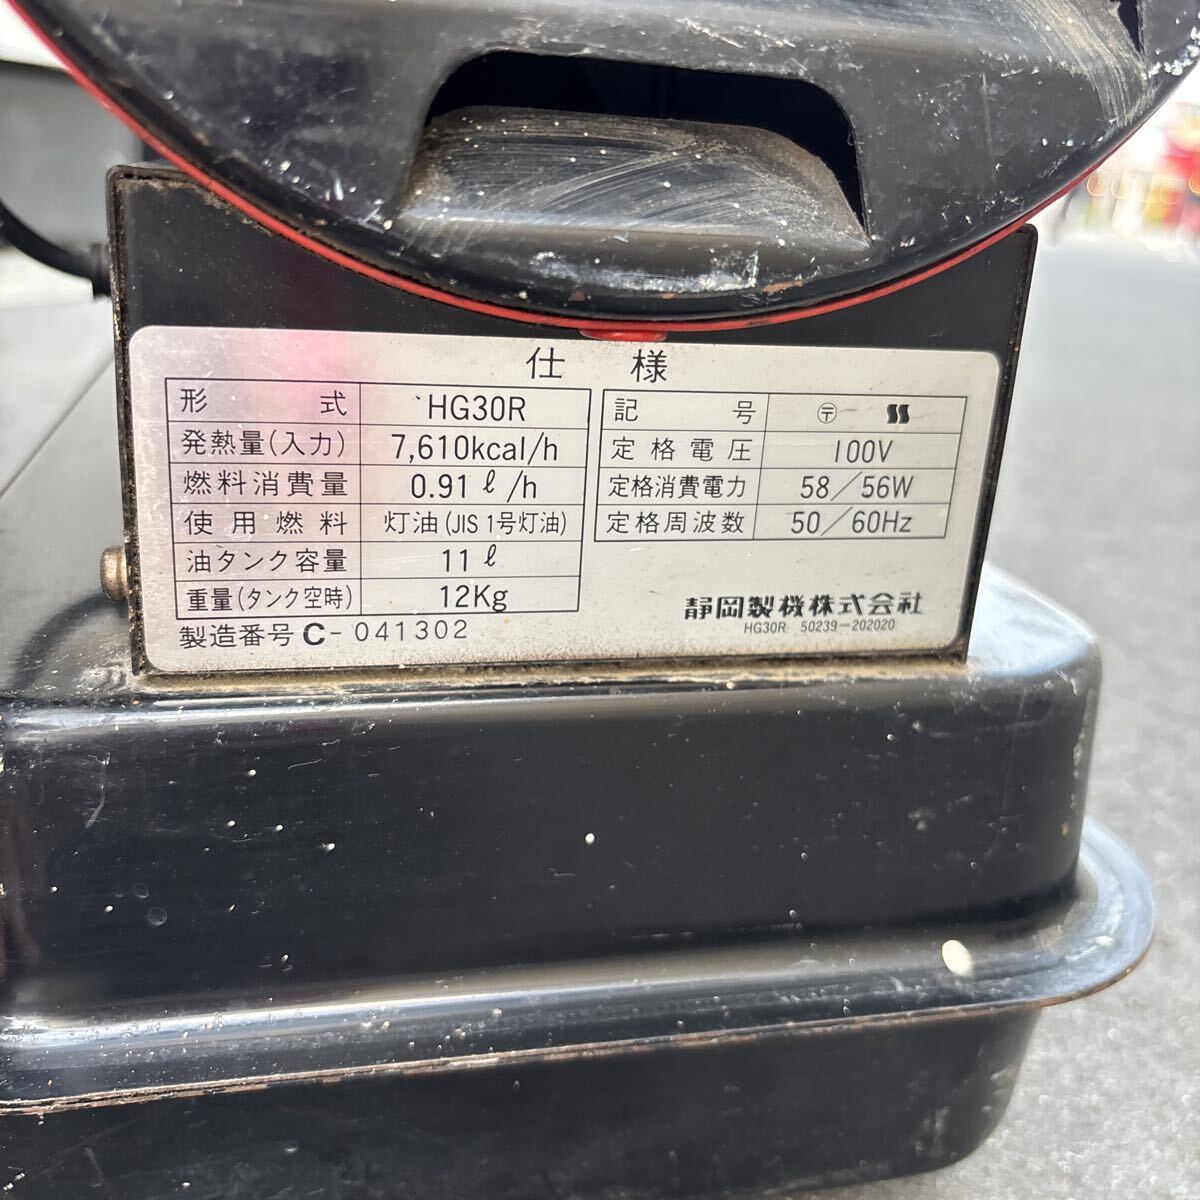 仕様
形式 HG30R
発熱量(入力) 7,610kcal/h
燃料消費量 0.91ℓ/h
使用燃料 灯油(JIS 1号灯油)
油タンク容量 11ℓ
重量(タンク空時) 12Kg
製造番号 C-041302
記号 〶 SS
定格電圧 100V
定格消費電力 58/56W
定格周波数 50/60Hz
静岡製機株式会社
HG30R 50239-202020